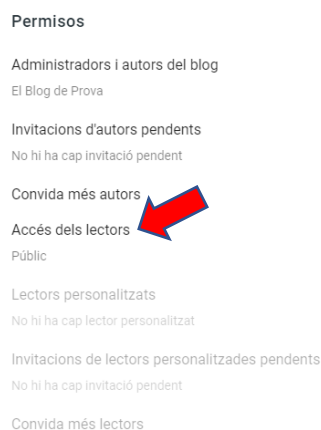 Permisos
Administradors i autors del blog
El Blog de Prova
Invitacions d'autors pendents
No hi ha cap invitació pendent
Convida més autors
Accés dels lectors
Públic
Lectors personalitzats
No hi ha cap lector personalitzat
Invitacions de lectors personalitzades pendents
No hi ha cap invitació pendent
Convida més lectors